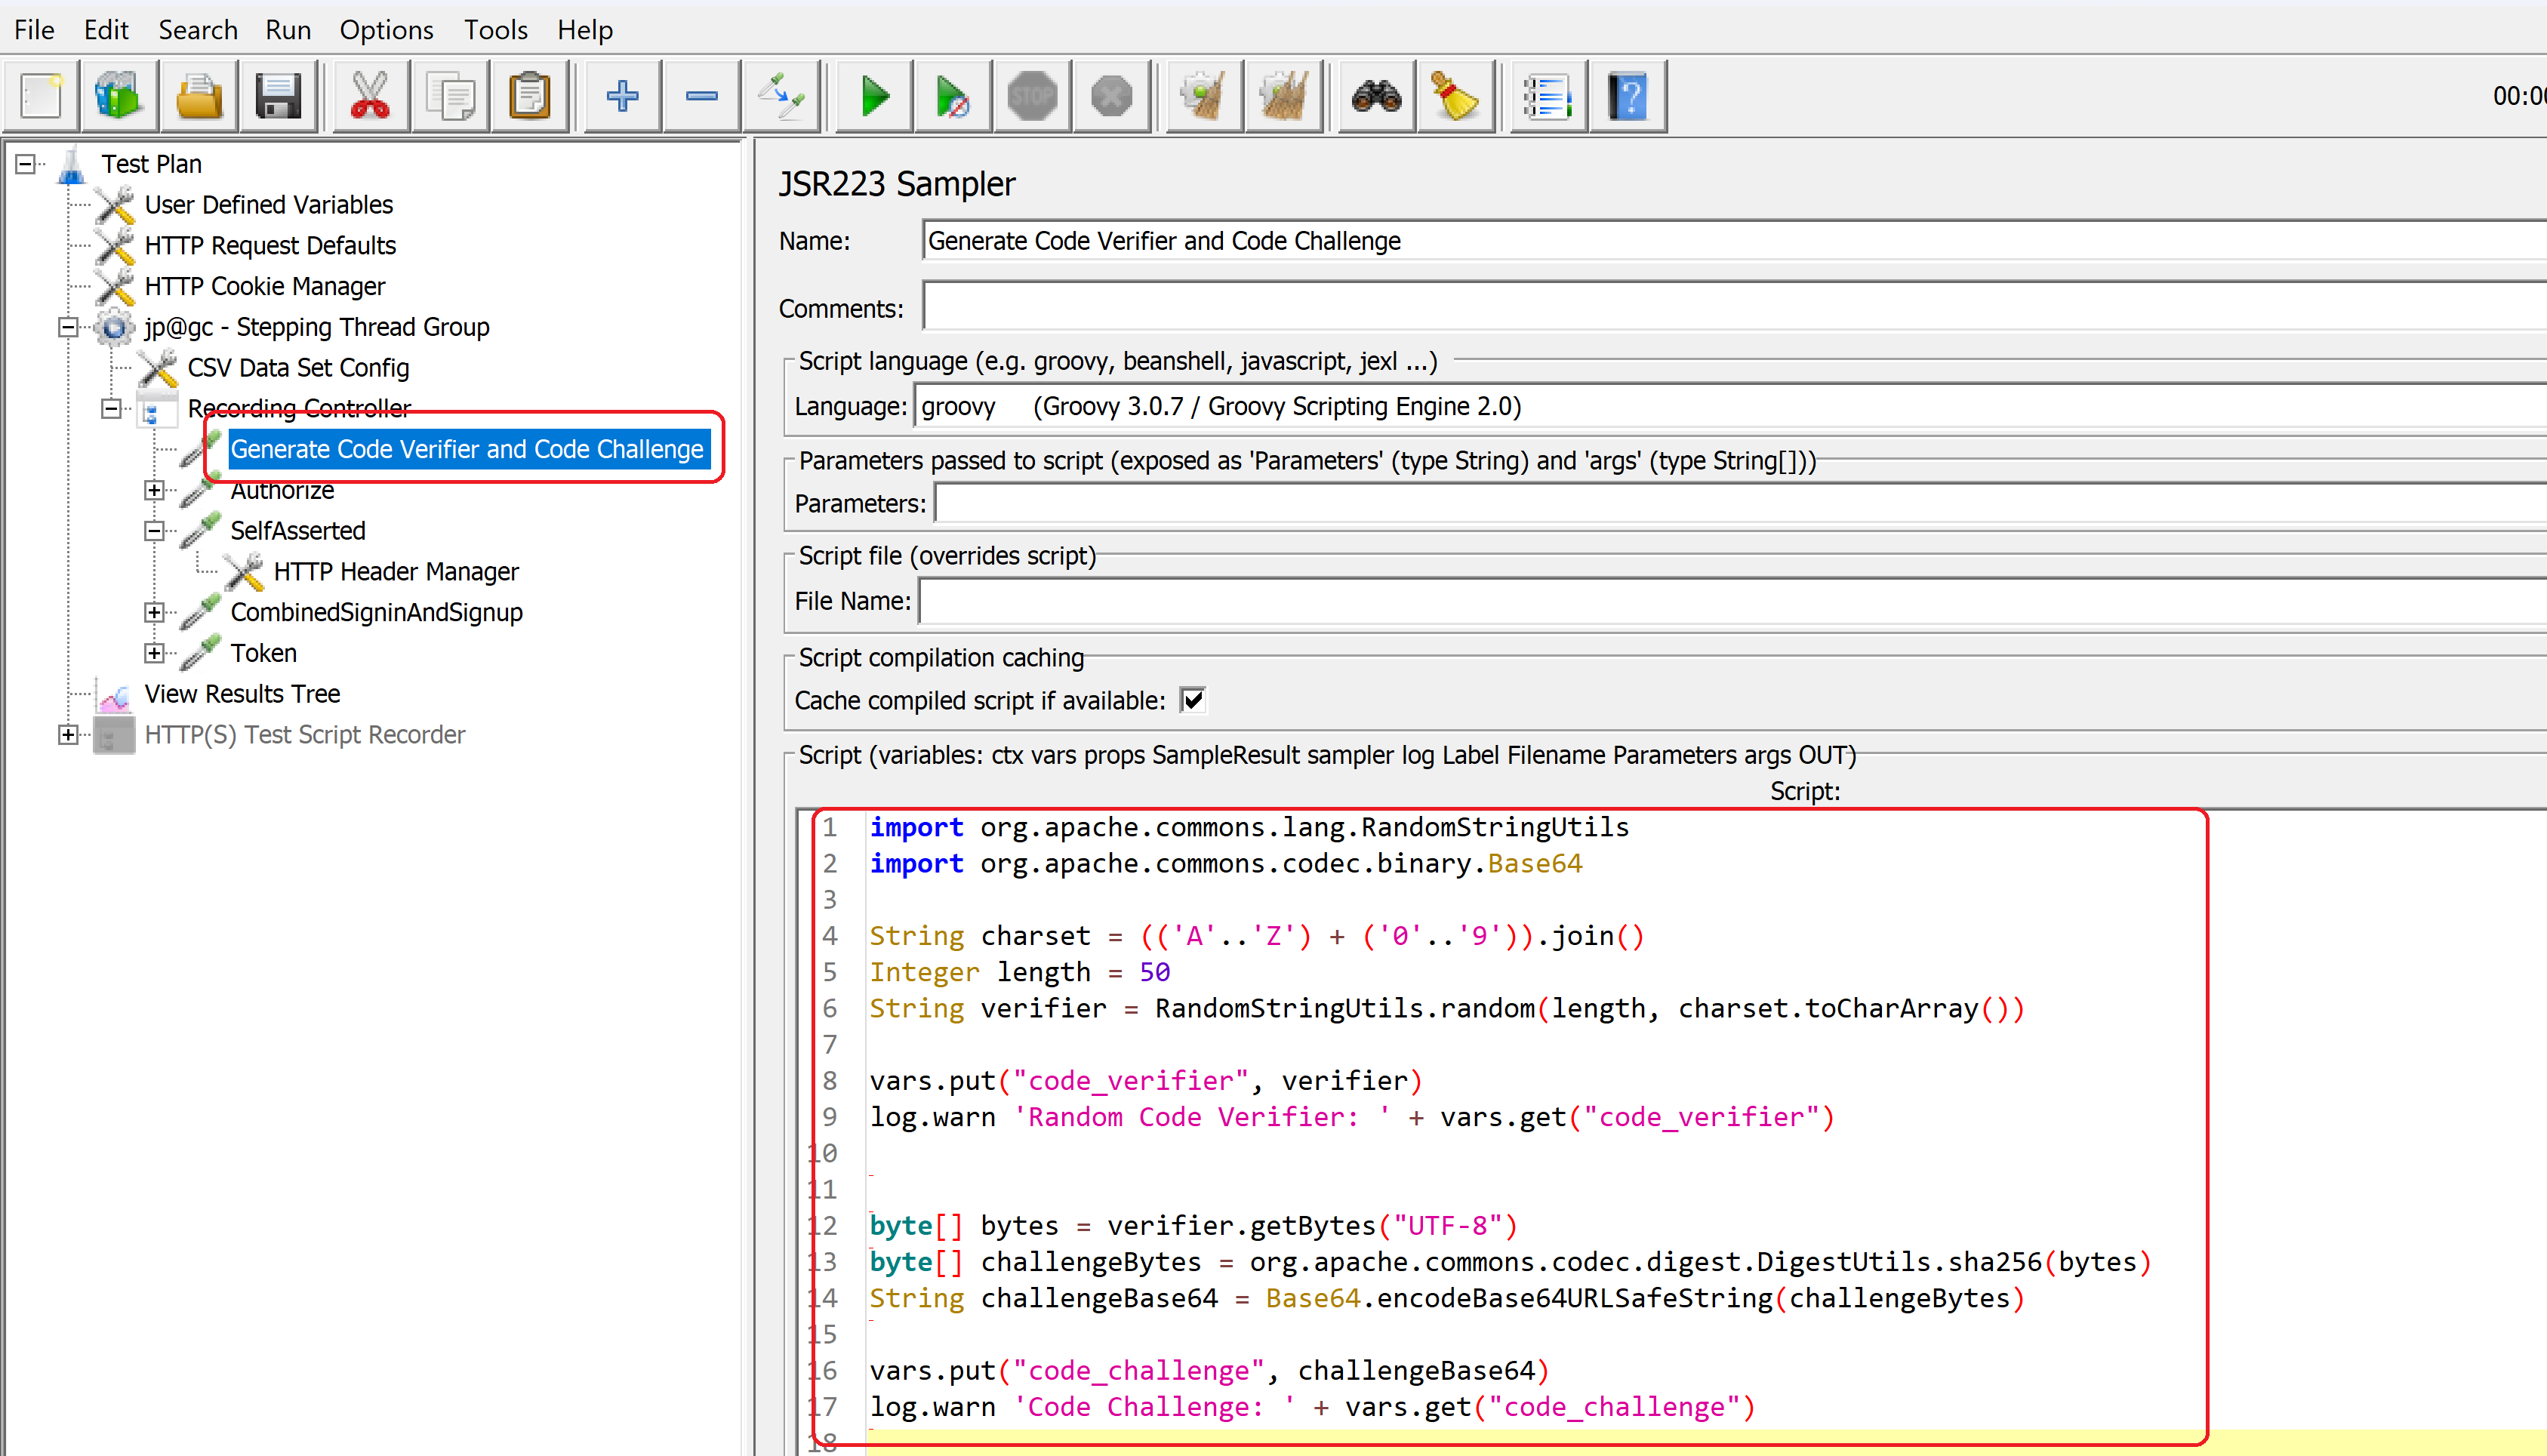 File Edit Search Run Options Tools Help
STOP
00:0
Test Plan
User Defined Variables
HTTP Request Defaults
HTTP Cookie Manager
jp@gc - Stepping Thread Group
CSV Data Set Config
Recording Controller
Generate Code Verifier and Code Challenge
Authorize
SelfAsserted
HTTP Header Manager
CombinedSigninAndSignup
Token
View Results Tree
HTTP(S) Test Script Recorder
JSR223 Sampler
Name: Generate Code Verifier and Code Challenge
Comments:
Script language (e.g. groovy, beanshell, javascript, jexl ...)
Language: groovy (Groovy 3.0.7 / Groovy Scripting Engine 2.0)
Parameters passed to script (exposed as 'Parameters' (type String) and 'args' (type String[]))
Parameters:
Script file (overrides script)
File Name:
Script compilation caching
Cache compiled script if available:
Script (variables: ctx vars props SampleResult sampler log Label Filename Parameters args OUT)
Script:
1 import org.apache.commons.lang.RandomStringUtils
2 import org.apache.commons.codec.binary.Base64
3
4 String charset = (('A'..'Z') + ('0'..'9')).join()
5 Integer length = 50
6 String verifier = RandomStringUtils.random(length, charset.toCharArray())
7
8 vars.put("code_verifier", verifier)
9 log.warn 'Random Code Verifier: ' + vars.get("code_verifier")
10
11
12 byte[] bytes = verifier.getBytes("UTF-8")
13 byte[] challengeBytes = org.apache.commons.codec.digest.DigestUtils.sha256(bytes)
14 String challengeBase64 = Base64.encodeBase64URLSafeString(challengeBytes)
15
16 vars.put("code_challenge", challengeBase64)
17 log.warn 'Code Challenge: ' + vars.get("code_challenge")
18